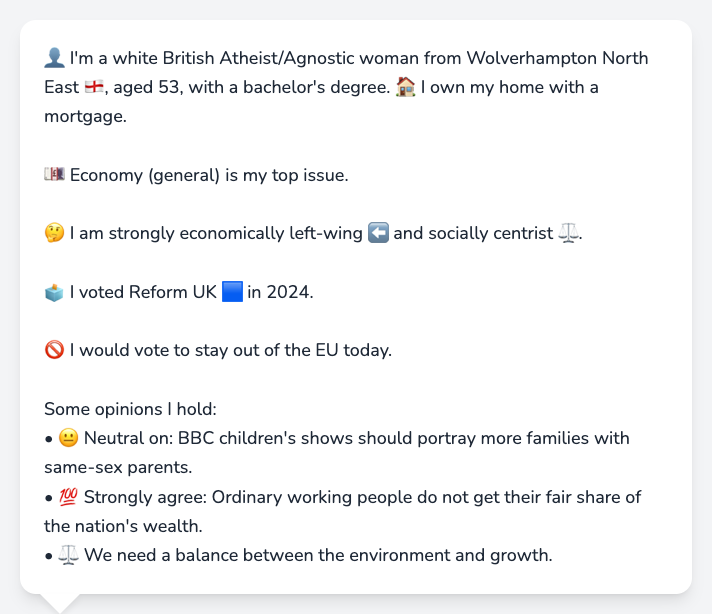 👤 I'm a white British Atheist/Agnostic woman from Wolverhampton North
East 🏴󠁧󠁢󠁥󠁮󠁧󠁿, aged 53, with a bachelor's degree. 🏠 I own my home with a
mortgage.
💷 Economy (general) is my top issue.
🤔 I am strongly economically left-wing ⬅️ and socially centrist ⚖️.
🗳️ I voted Reform UK 🟦 in 2024.
🚫 I would vote to stay out of the EU today.
Some opinions I hold:
• 😐 Neutral on: BBC children's shows should portray more families with
same-sex parents.
• 💯 Strongly agree: Ordinary working people do not get their fair share of
the nation's wealth.
• ⚖️ We need a balance between the environment and growth.